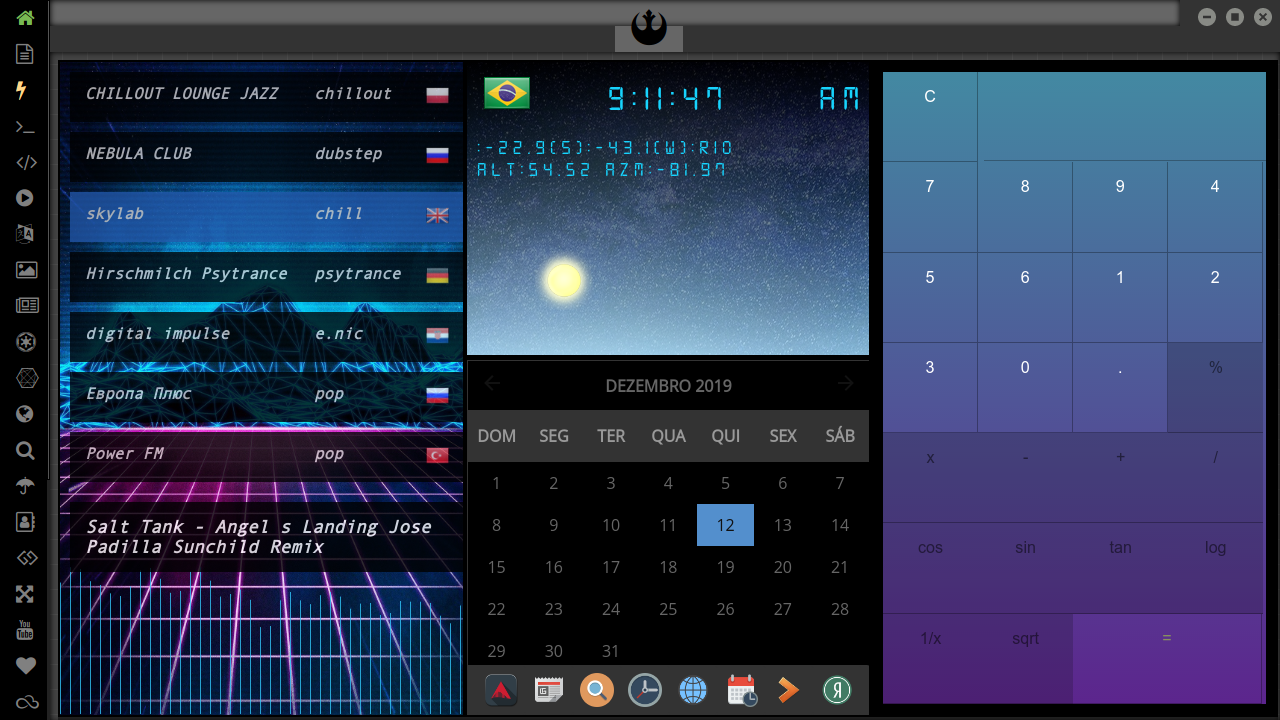 CHILLOUT LOUNGE JAZZ chillout
NEBULA CLUB dubstep
skylab chill
Hirschmilch Psytrance psytrance
digital impulse e.nic
Европа Плюс pop
Power FM pop
Salt Tank - Angel s Landing Jose
Padilla Sunchild Remix
You
Tube
9:11:47 AM
:-22.9(S):-43.1(W):RIO
ALT:54.52 AZM:-81.97
DEZEMBRO 2019
DOM SEG TER QUA QUI SEX SÁB
1 2 3 4 5 6 7
8 9 10 11 12 13 14
15 16 17 18 19 20 21
22 23 24 25 26 27 28
29 30 31
Я
C
7 8 9 4
5 6 1 2
3 0 . %
x - + /
cos sin tan log
1/x sqrt =